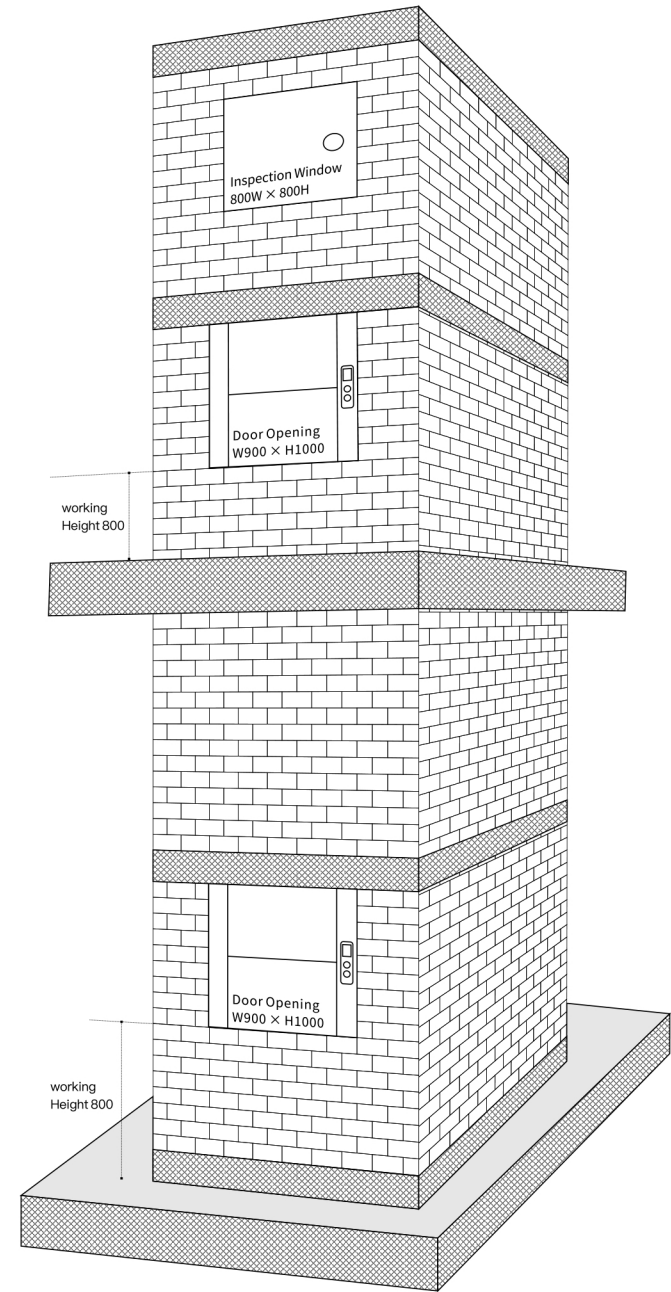 Inspection Window
800W × 800H
Door Opening
W900 × H1000
working
Height 800
Door Opening
W900 × H1000
working
Height 800